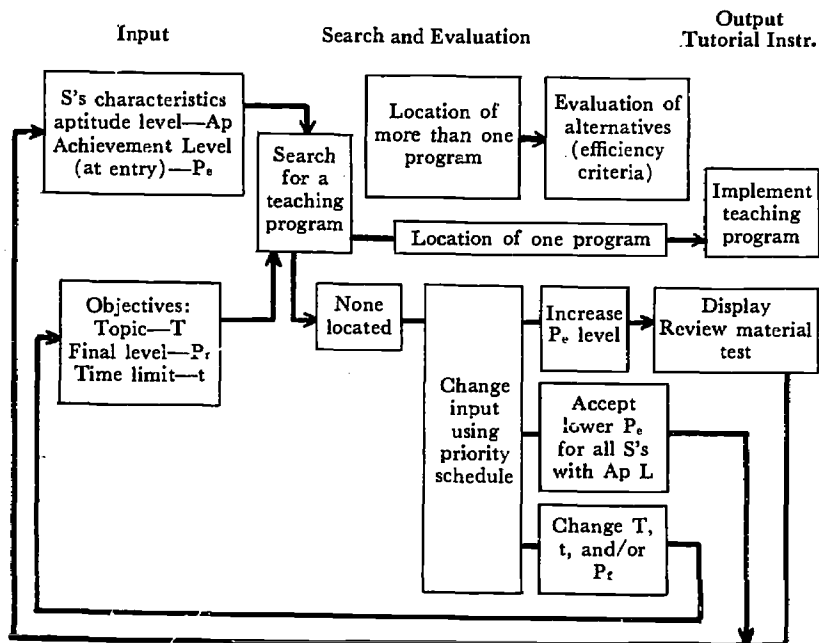 Input
Search and Evaluation
Output
Tutorial Instr.
S's characteristics
aptitude level—Ap
Achievement Level
(at entry)—Pe
Search
for a
teaching
program
Location of
more than one
program
Evaluation of
alternatives
(efficiency
criteria)
Location of one program
Implement
teaching
program
Objectives:
Topic—T
Final level—Pr
Time limit—t
None
located
Change
input
using
priority
schedule
Increase
Pe level
Display
Review material
test
Accept
lower Pe
for all S's
with Ap L
Change T,
t, and/or
Pf